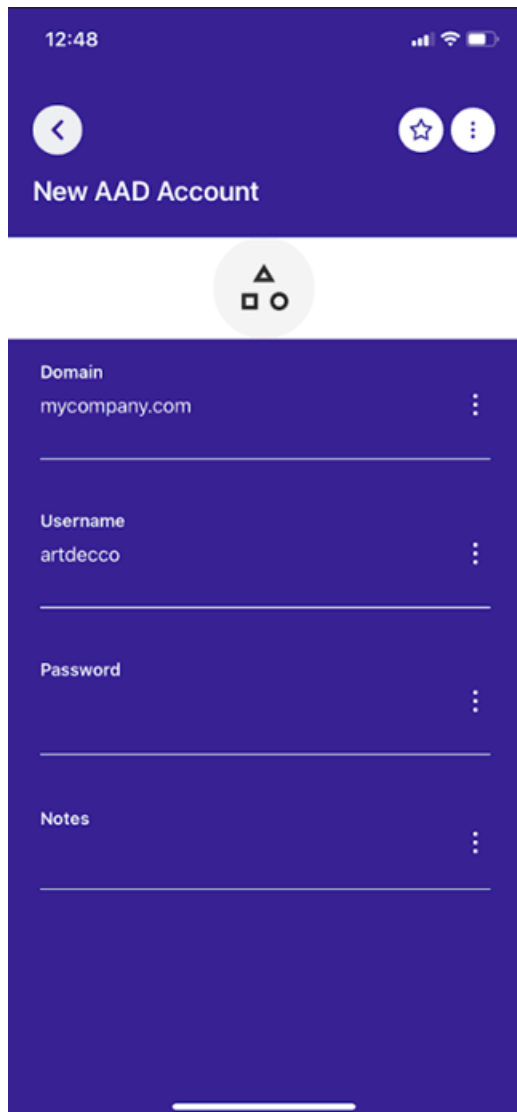 12:48
New AAD Account
Domain
mycompany.com
Username
artdecco
Password
Notes